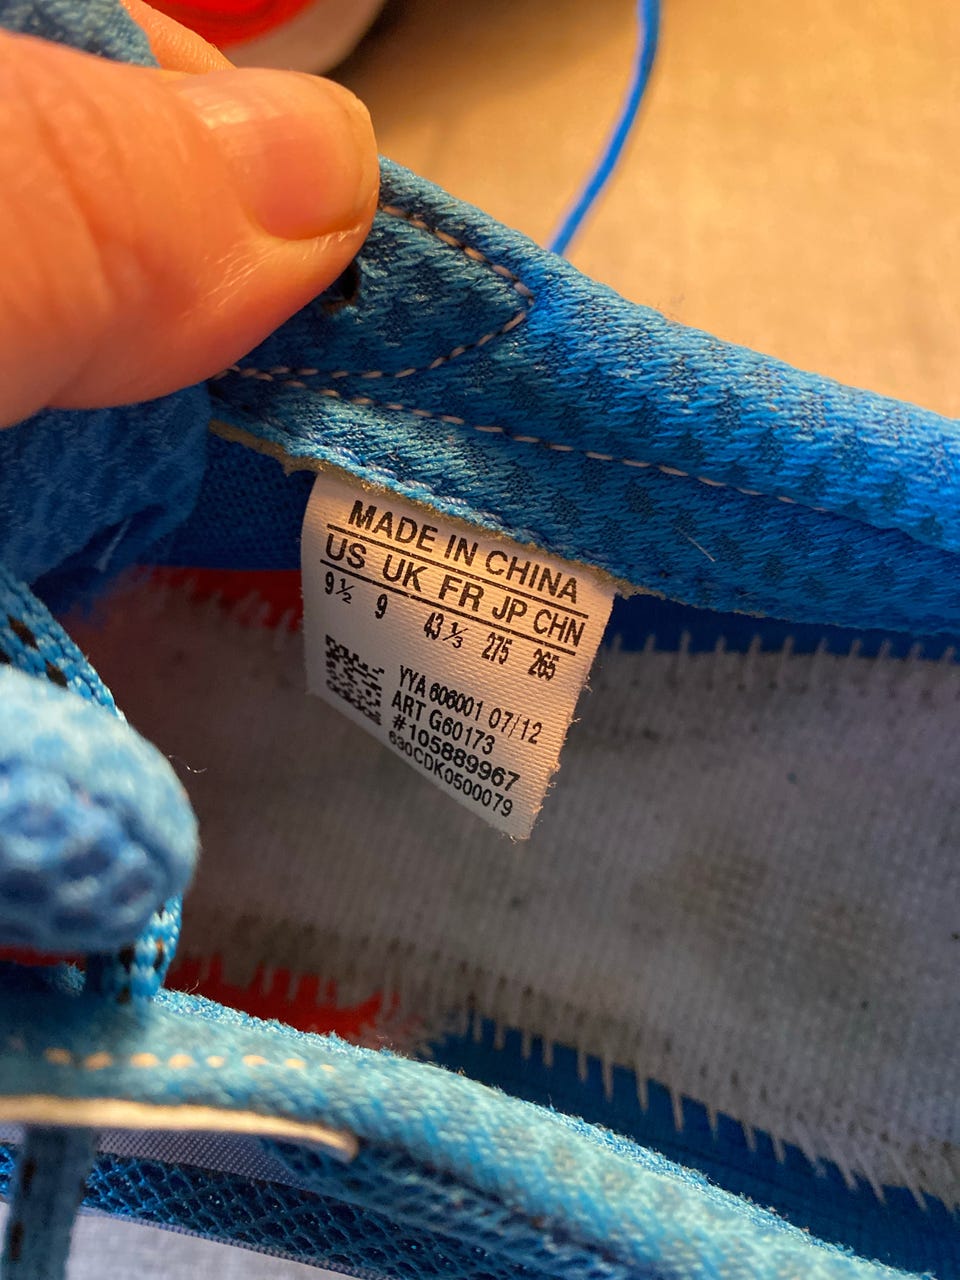 MADE IN CHINA
US UK FR JP CHN
9½ 9 43⅓ 275 265
YYA 606001 07/12
ART G60173
#105889967
630CDK0500079